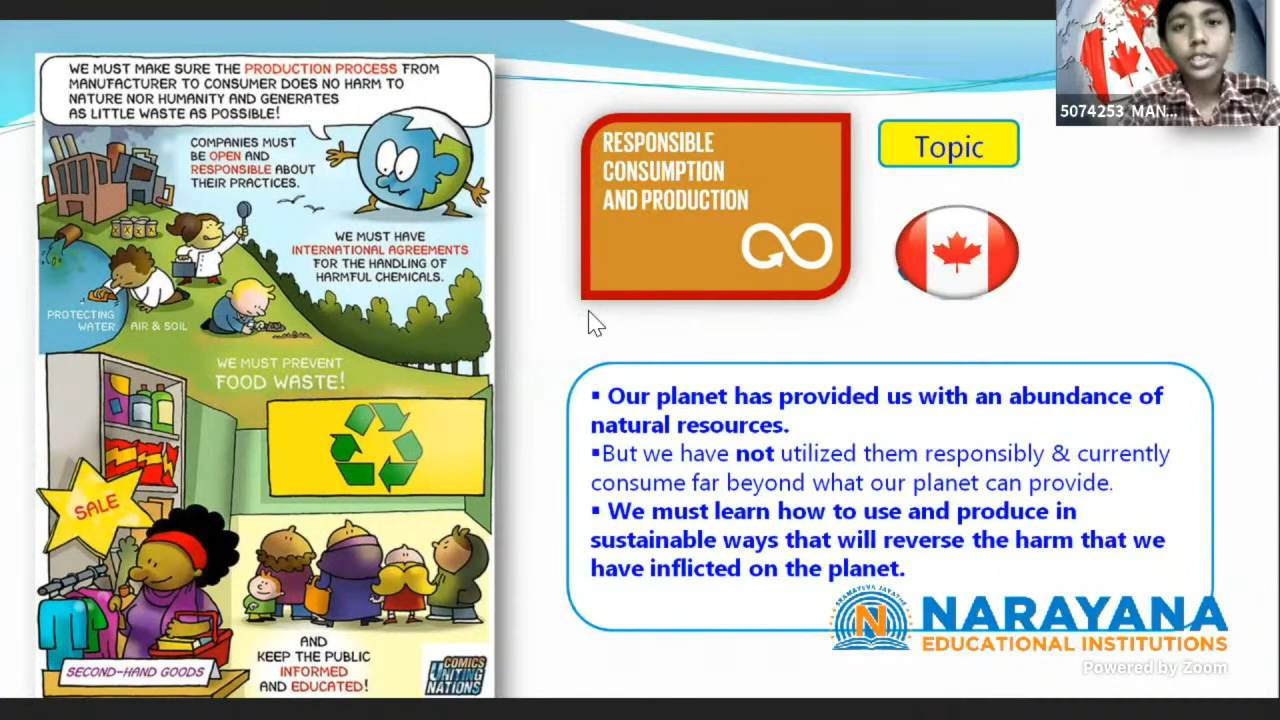 WE MUST MAKE SURE THE PRODUCTION PROCESS FROM
MANUFACTURER TO CONSUMER DOES NO HARM TO
NATURE NOR HUMANITY AND GENERATES
AS LITTLE WASTE AS POSSIBLE!
COMPANIES MUST
BE OPEN AND
RESPONSIBLE ABOUT
THEIR PRACTICES.
WE MUST HAVE
INTERNATIONAL AGREEMENTS
FOR THE HANDLING OF
HARMFUL CHEMICALS.
PROTECTING
WATER, AIR & SOIL
WE MUST PREVENT
FOOD WASTE!
SALE
SECOND-HAND GOODS
AND
KEEP THE PUBLIC
INFORMED
AND EDUCATED!
COMICS
UNITING
NATIONS
RESPONSIBLE
CONSUMPTION
AND PRODUCTION
Topic
5074253 MAN...
▪ Our planet has provided us with an abundance of
natural resources.
▪But we have not utilized them responsibly & currently
consume far beyond what our planet can provide.
▪ We must learn how to use and produce in
sustainable ways that will reverse the harm that we
have inflicted on the planet.
N
NARAYANA
EDUCATIONAL INSTITUTIONS
Powered by Zoom